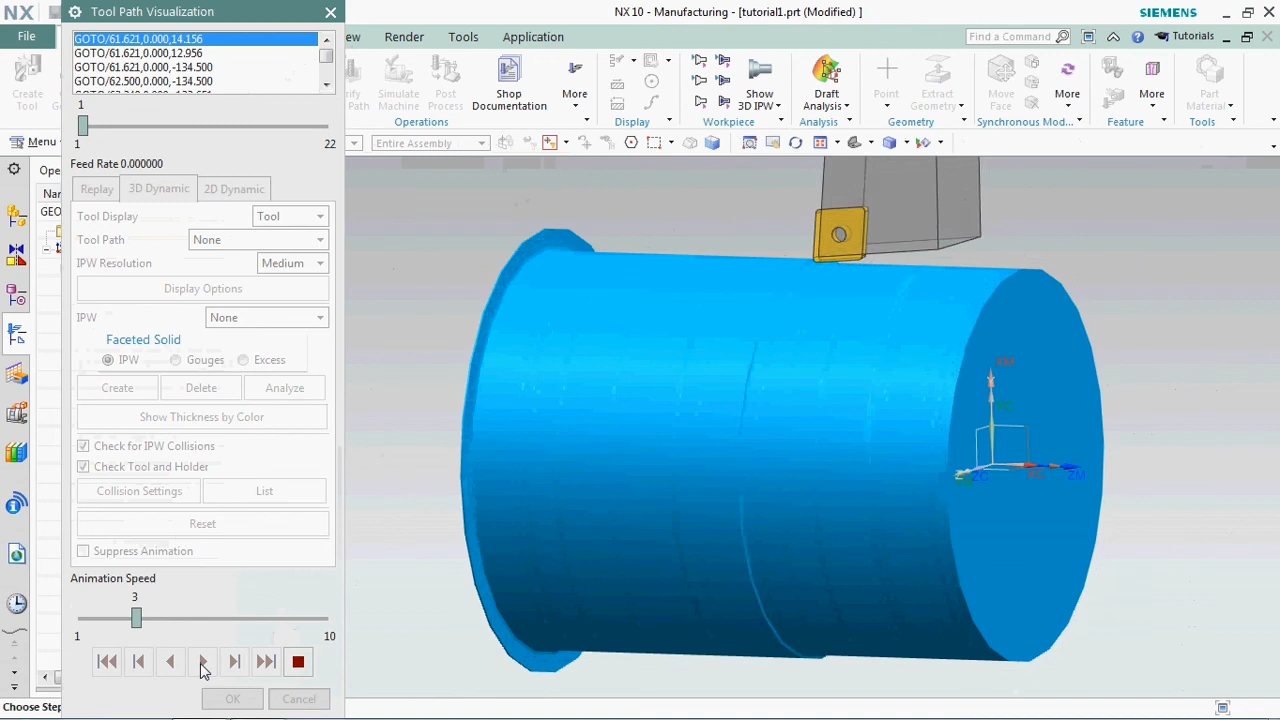 NX
Tool Path Visualization
NX 10 - Manufacturing - [tutorial1.prt (Modified) ]
SIEMENS
File
ew
Render
Tools
Application
Find a Command
Tutorials
GOTO/61.621,0.000,14.156
GOTO/61.621,0.000,12.956
GOTO/61.621,0.000,-134.500
GOTO/62.500,0.000,-134.500
Create Tool
rify Path
Simulate Machine
Post Process
Shop Documentation
More
Show 3D IPW
Draft Analysis
Point
Extract Geometry
Move Face
More
More
Part Material
Operations
Display
Workpiece
Analysis
Geometry
Synchronous Mod...
Feature
Tools
1
1
22
Menu
Entire Assembly
Feed Rate 0.000000
Ope
Na
GEO
Replay
3D Dynamic
2D Dynamic
Tool Display
Tool
Tool Path
None
IPW Resolution
Medium
Display Options
IPW
None
Faceted Solid
IPW
Gouges
Excess
Create
Delete
Analyze
Show Thickness by Color
Check for IPW Collisions
Check Tool and Holder
Collision Settings
List
Reset
Suppress Animation
Animation Speed
3
1
10
OK
Cancel
Choose Step
XM
ZC
ZM